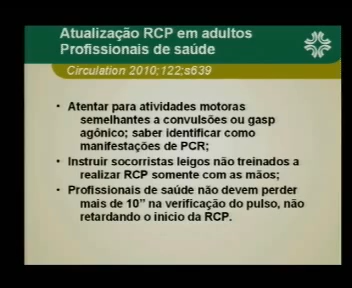 Atualização RCP em adultos
Profissionais de saúde
Circulation 2010;122;s639
• Atentar para atividades motoras
semelhantes a convulsões ou gasp
agônico; saber identificar como
manifestações de PCR;
• Instruir socorristas leigos não treinados a
realizar RCP somente com as mãos;
• Profissionais de saúde não devem perder
mais de 10" na verificação do pulso, não
retardando o inicio da RCP.